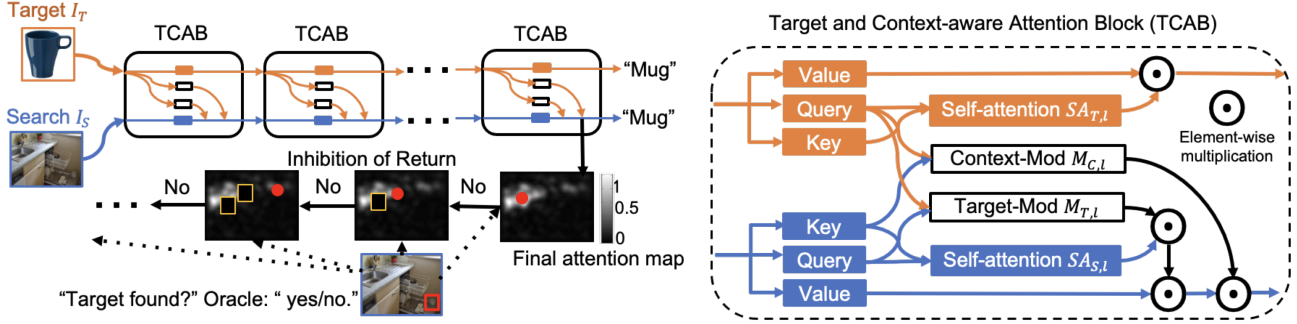 Target I_T
TCAB
TCAB
TCAB
"Mug"
Search I_S
"Mug"
Inhibition of Return
No
No
No
1
0.5
0
Final attention map
"Target found?" Oracle: " yes/no."
Target and Context-aware Attention Block (TCAB)
Value
Query
Key
Self-attention SA_{T,l}
Element-wise
multiplication
Context-Mod M_{C,l}
Target-Mod M_{T,l}
Key
Query
Value
Self-attention SA_{S,l}